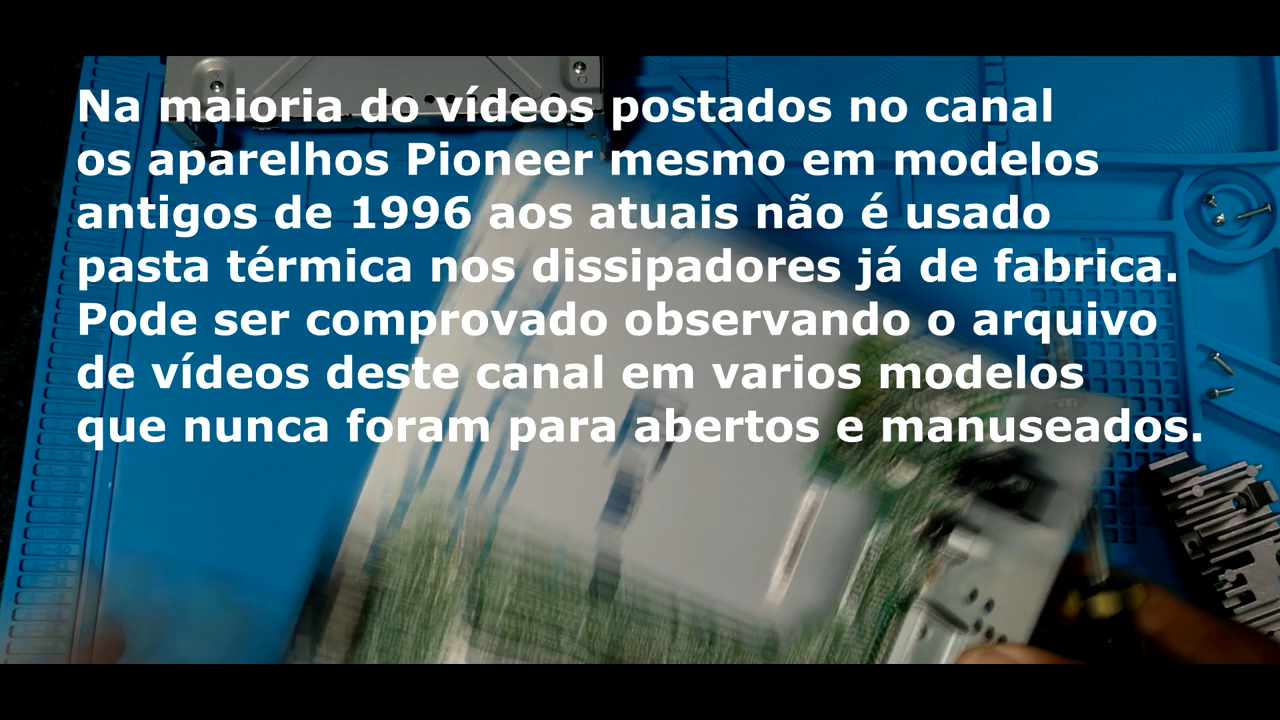 Na maioria do vídeos postados no canal
os aparelhos Pioneer mesmo em modelos
antigos de 1996 aos atuais não é usado
pasta térmica nos dissipadores já de fabrica.
Pode ser comprovado observando o arquivo
de vídeos deste canal em varios modelos
que nunca foram para abertos e manuseados.